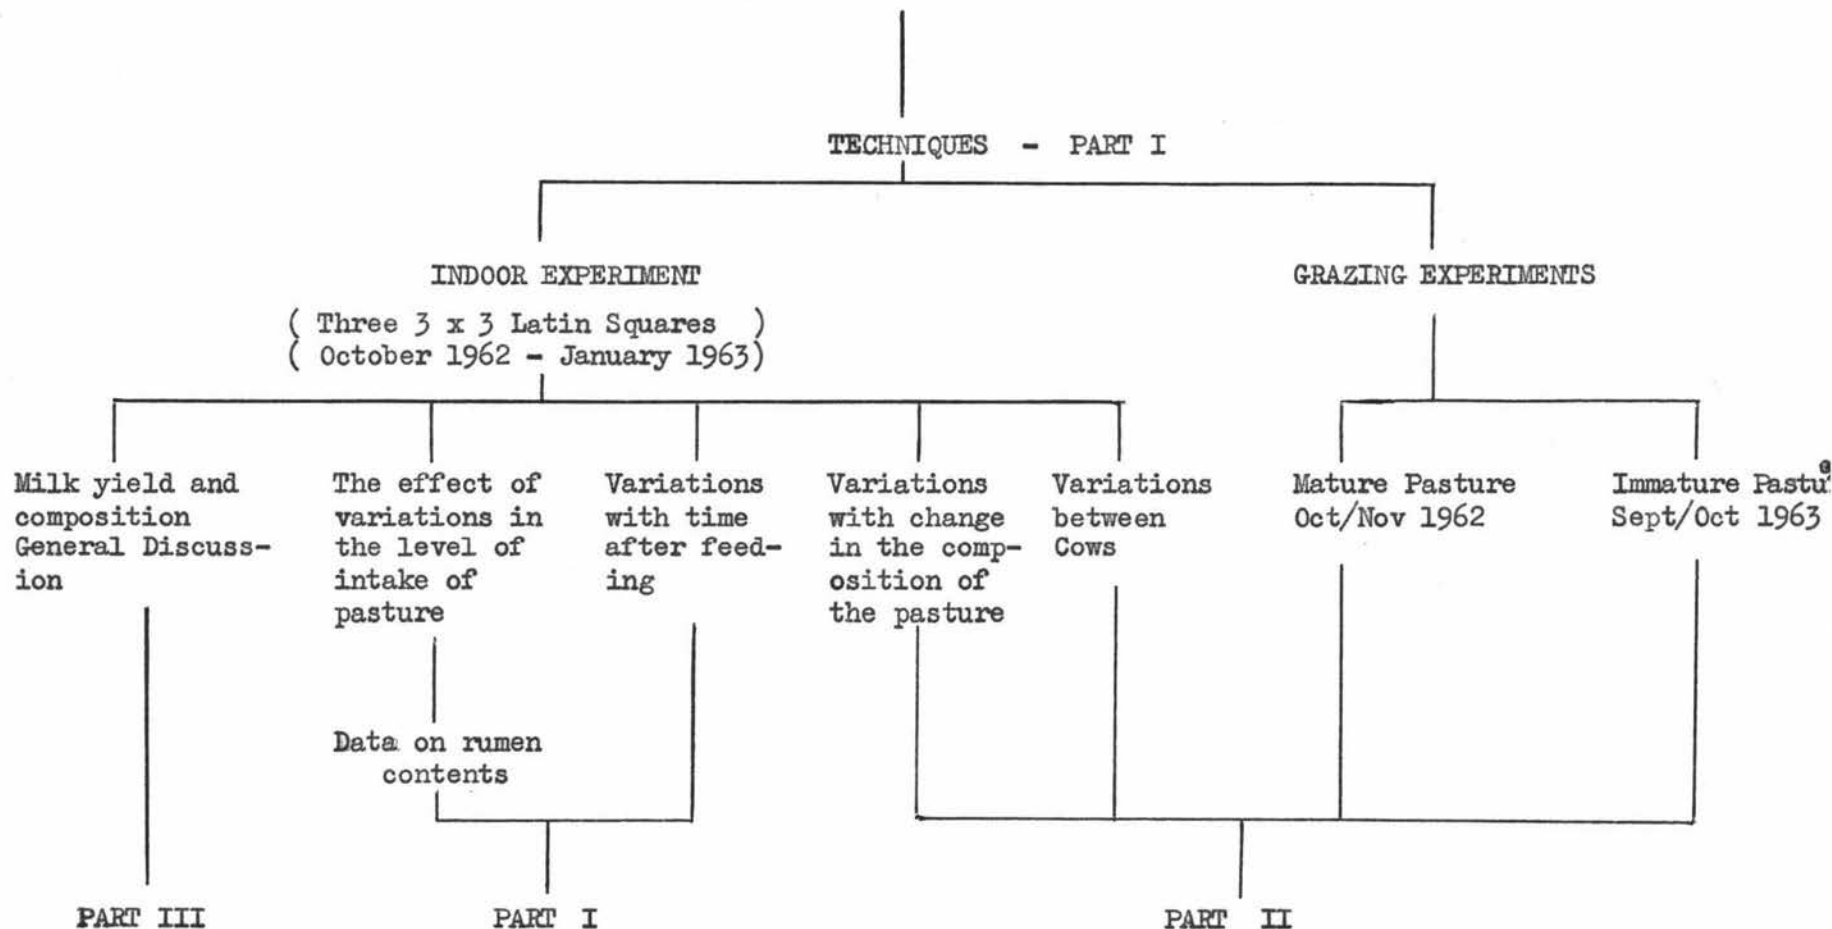 TECHNIQUES - PART I
INDOOR EXPERIMENT
( Three 3 x 3 Latin Squares )
( October 1962 - January 1963)
GRAZING EXPERIMENTS
Milk yield and
composition
General Discuss-
ion
The effect of
variations in
the level of
intake of
pasture
Variations
with time
after feed-
ing
Variations
with change
in the comp-
osition of
the pasture
Variations
between
Cows
Mature Pasture
Oct/Nov 1962
Immature Pasture
Sept/Oct 1963
Data on rumen
contents
PART III
PART I
PART II